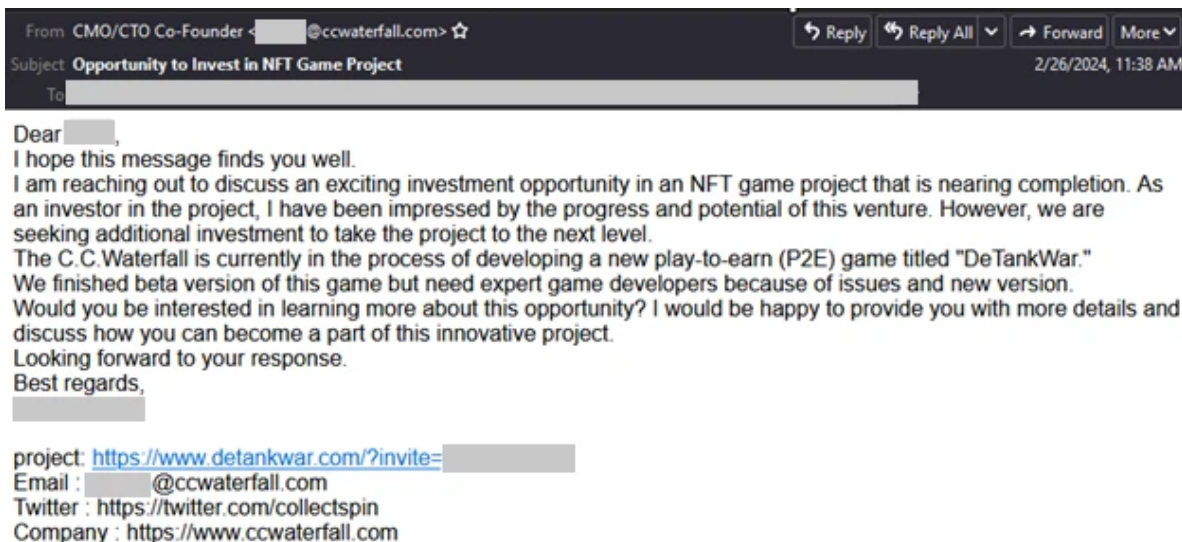 From CMO/CTO Co-Founder < @ccwaterfall.com>
Reply Reply All Forward More
Subject Opportunity to Invest in NFT Game Project
2/26/2024, 11:38 AM
To
Dear ,
I hope this message finds you well.
I am reaching out to discuss an exciting investment opportunity in an NFT game project that is nearing completion. As
an investor in the project, I have been impressed by the progress and potential of this venture. However, we are
seeking additional investment to take the project to the next level.
The C.C.Waterfall is currently in the process of developing a new play-to-earn (P2E) game titled "DeTankWar."
We finished beta version of this game but need expert game developers because of issues and new version.
Would you be interested in learning more about this opportunity? I would be happy to provide you with more details and
discuss how you can become a part of this innovative project.
Looking forward to your response.
Best regards,
project: https://www.detankwar.com/?invite=
Email : @ccwaterfall.com
Twitter : https://twitter.com/collectspin
Company : https://www.ccwaterfall.com